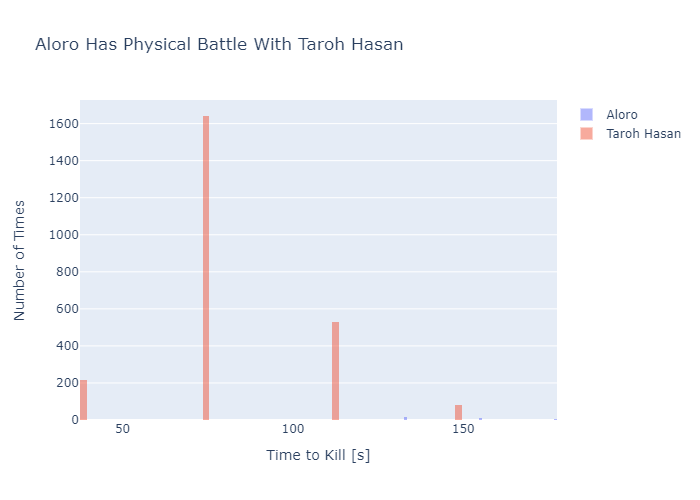 Aloro Has Physical Battle With Taroh Hasan
Aloro
Taroh Hasan
Number of Times
1600
1400
1200
1000
800
600
400
200
0
50
100
150
Time to Kill [s]